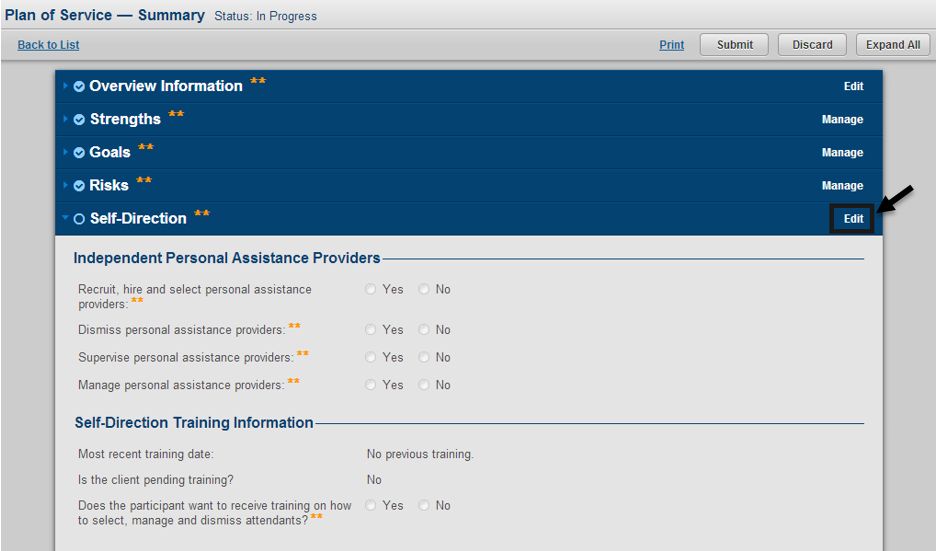 Plan of Service — Summary Status: In Progress
Back to List Print Submit Discard Expand All
Overview Information ** Edit
Strengths ** Manage
Goals ** Manage
Risks ** Manage
Self-Direction ** Edit
Independent Personal Assistance Providers
Recruit, hire and select personal assistance
providers: ** Yes No
Dismiss personal assistance providers: ** Yes No
Supervise personal assistance providers: ** Yes No
Manage personal assistance providers: ** Yes No
Self-Direction Training Information
Most recent training date: No previous training.
Is the client pending training? No
Does the participant want to receive training on how
to select, manage and dismiss attendants? ** Yes No